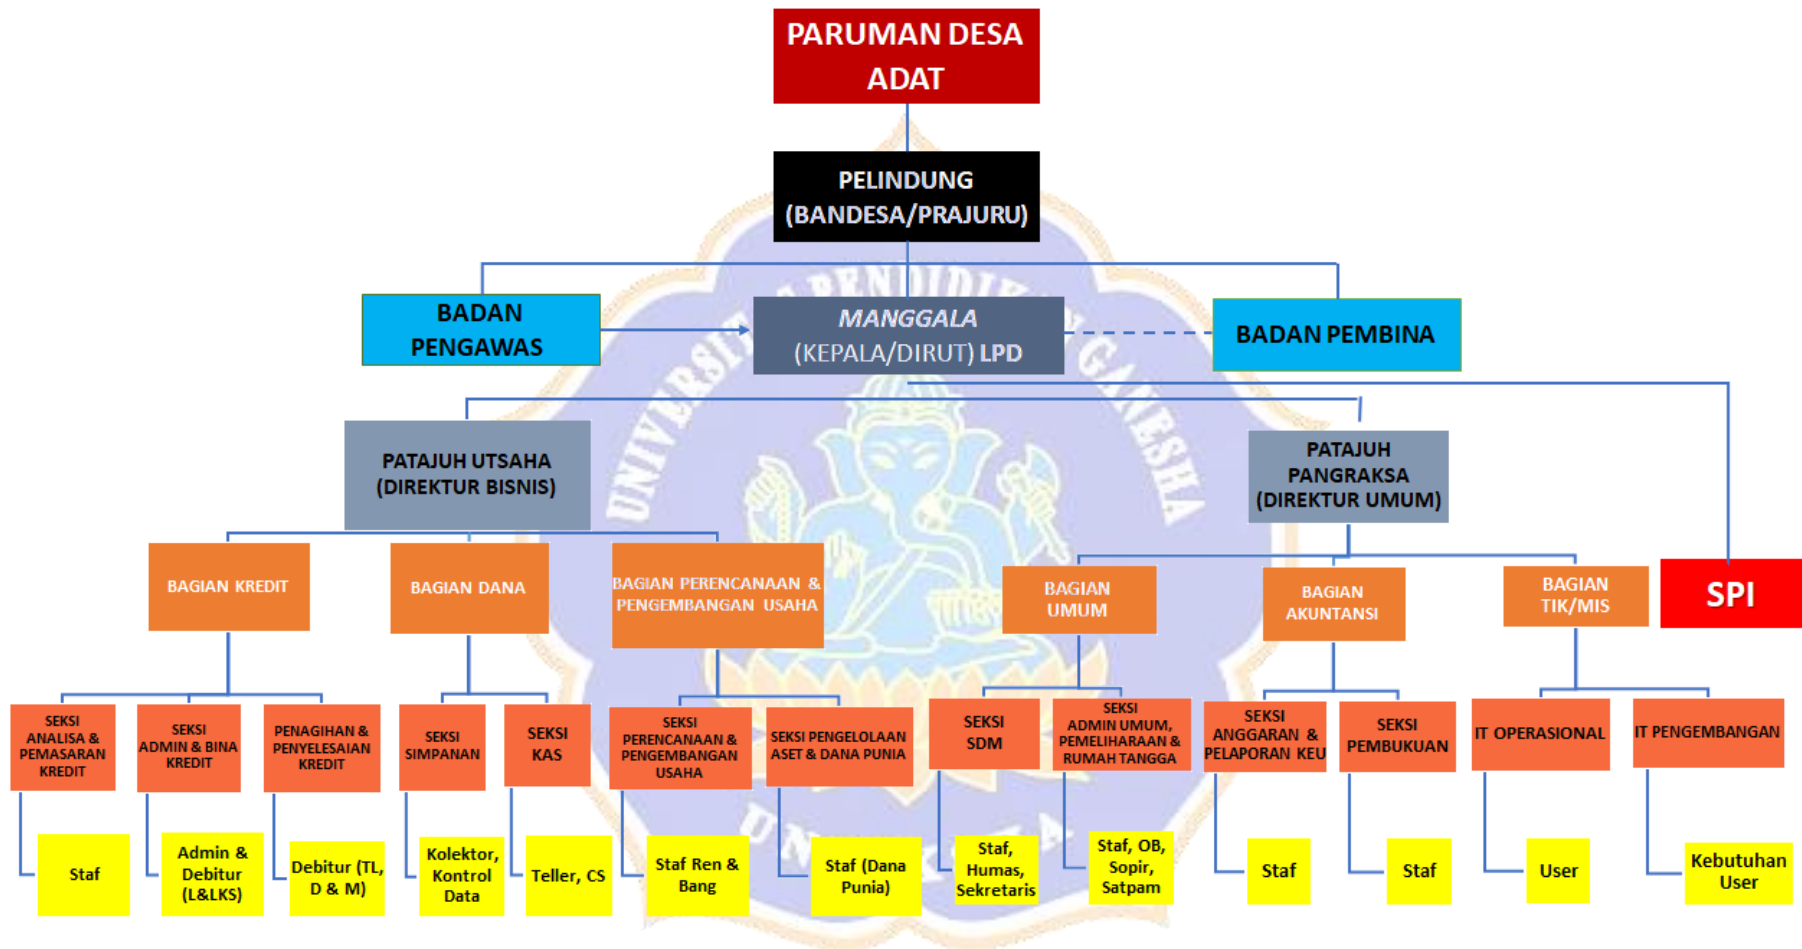 PARUMAN DESA
ADAT
PELINDUNG
(BANDESA/PRAJURU)
BADAN
PENGAWAS
MANGGALA
(KEPALA/DIRUT) LPD
BADAN PEMBINA
PATAJUH UTSAHA
(DIREKTUR BISNIS)
PATAJUH
PANGRAKSA
(DIREKTUR UMUM)
BAGIAN KREDIT
BAGIAN DANA
BAGIAN PERENCANAAN &
PENGEMBANGAN USAHA
BAGIAN
UMUM
BAGIAN
AKUNTANSI
BAGIAN
TIK/MIS
SPI
SEKSI
ANALISA &
PEMASARAN
KREDIT
SEKSI
ADMIN & BINA
KREDIT
PENAGIHAN &
PENYELESAIAN
KREDIT
SEKSI
SIMPANAN
SEKSI
KAS
SEKSI
PERENCANAAN &
PENGEMBANGAN
USAHA
SEKSI PENGELOLAAN
ASET & DANA PUNIA
SEKSI
SDM
SEKSI
ADMIN UMUM,
PEMELIHARAAN &
RUMAH TANGGA
SEKSI
ANGGARAN &
PELAPORAN KEU
SEKSI
PEMBUKUAN
IT OPERASIONAL
IT PENGEMBANGAN
Staf
Admin &
Debitur
(L&LKS)
Debitur (TL,
D & M)
Kolektor,
Kontrol
Data
Teller, CS
Staf Ren &
Bang
Staf (Dana
Punia)
Staf,
Humas,
Sekretaris
Staf, OB,
Sopir,
Satpam
Staf
Staf
User
Kebutuhan
User